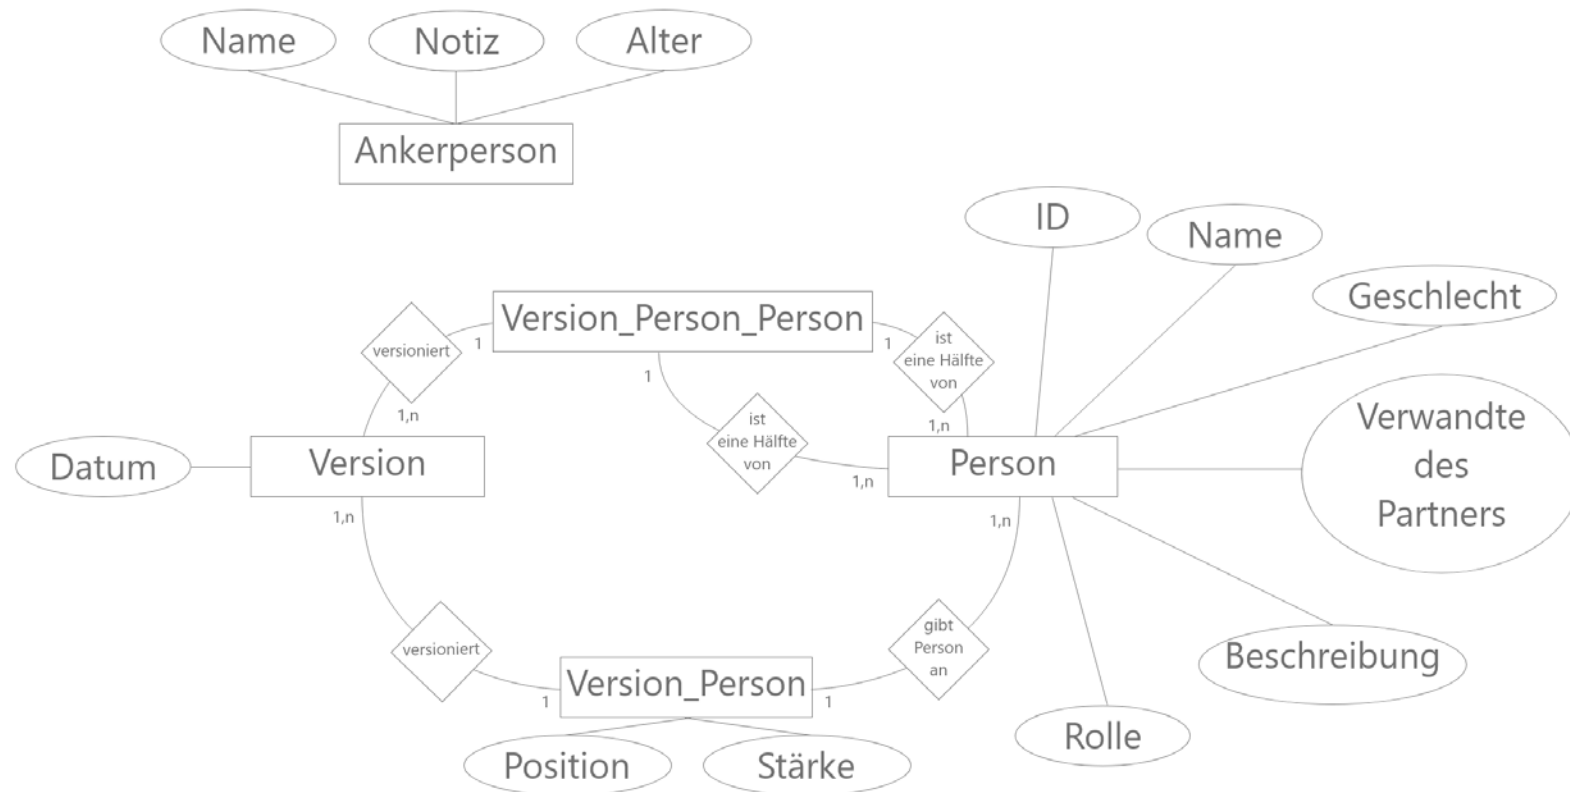 Name
Notiz
Alter
Ankerperson
ID
Name
Geschlecht
Version_Person_Person
versioniert
1
1
ist
eine Hälfte
von
1
1,n
1,n
ist
eine Hälfte
von
Verwandte
des
Partners
Datum
Version
Person
1,n
1,n
1,n
gibt
Person
an
versioniert
Beschreibung
Version_Person
1
1
Rolle
Position
Stärke